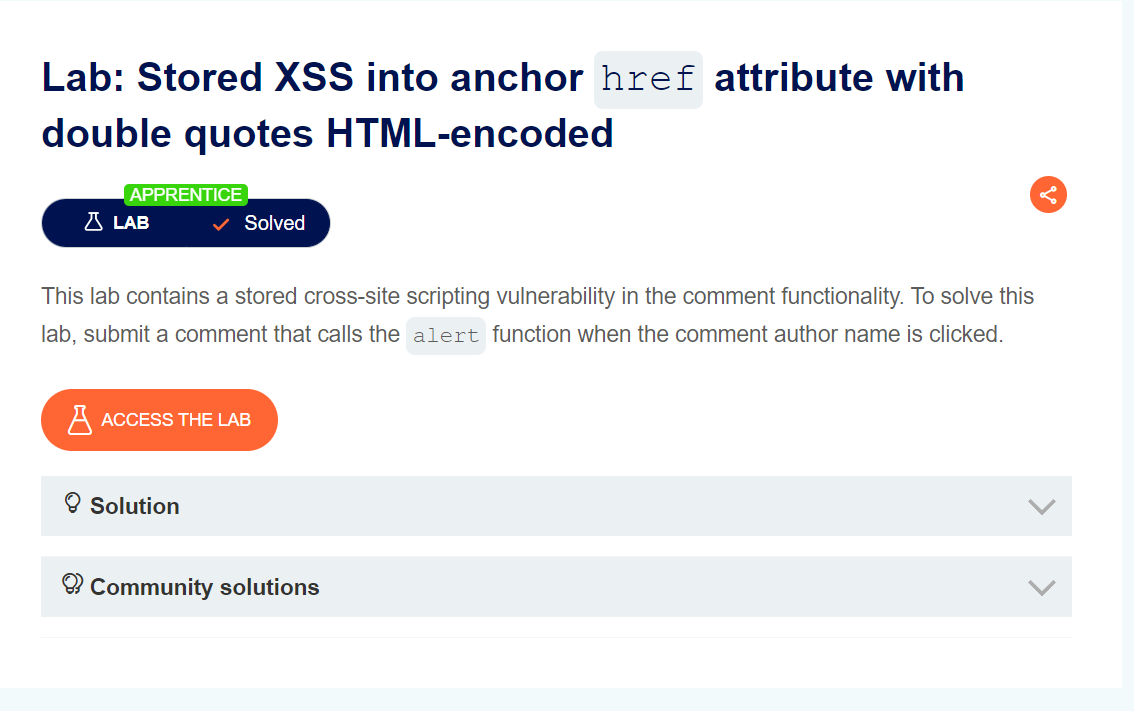 Lab: Stored XSS into anchor href attribute with
double quotes HTML-encoded
APPRENTICE
LAB Solved
This lab contains a stored cross-site scripting vulnerability in the comment functionality. To solve this
lab, submit a comment that calls the alert function when the comment author name is clicked.
ACCESS THE LAB
Solution
Community solutions